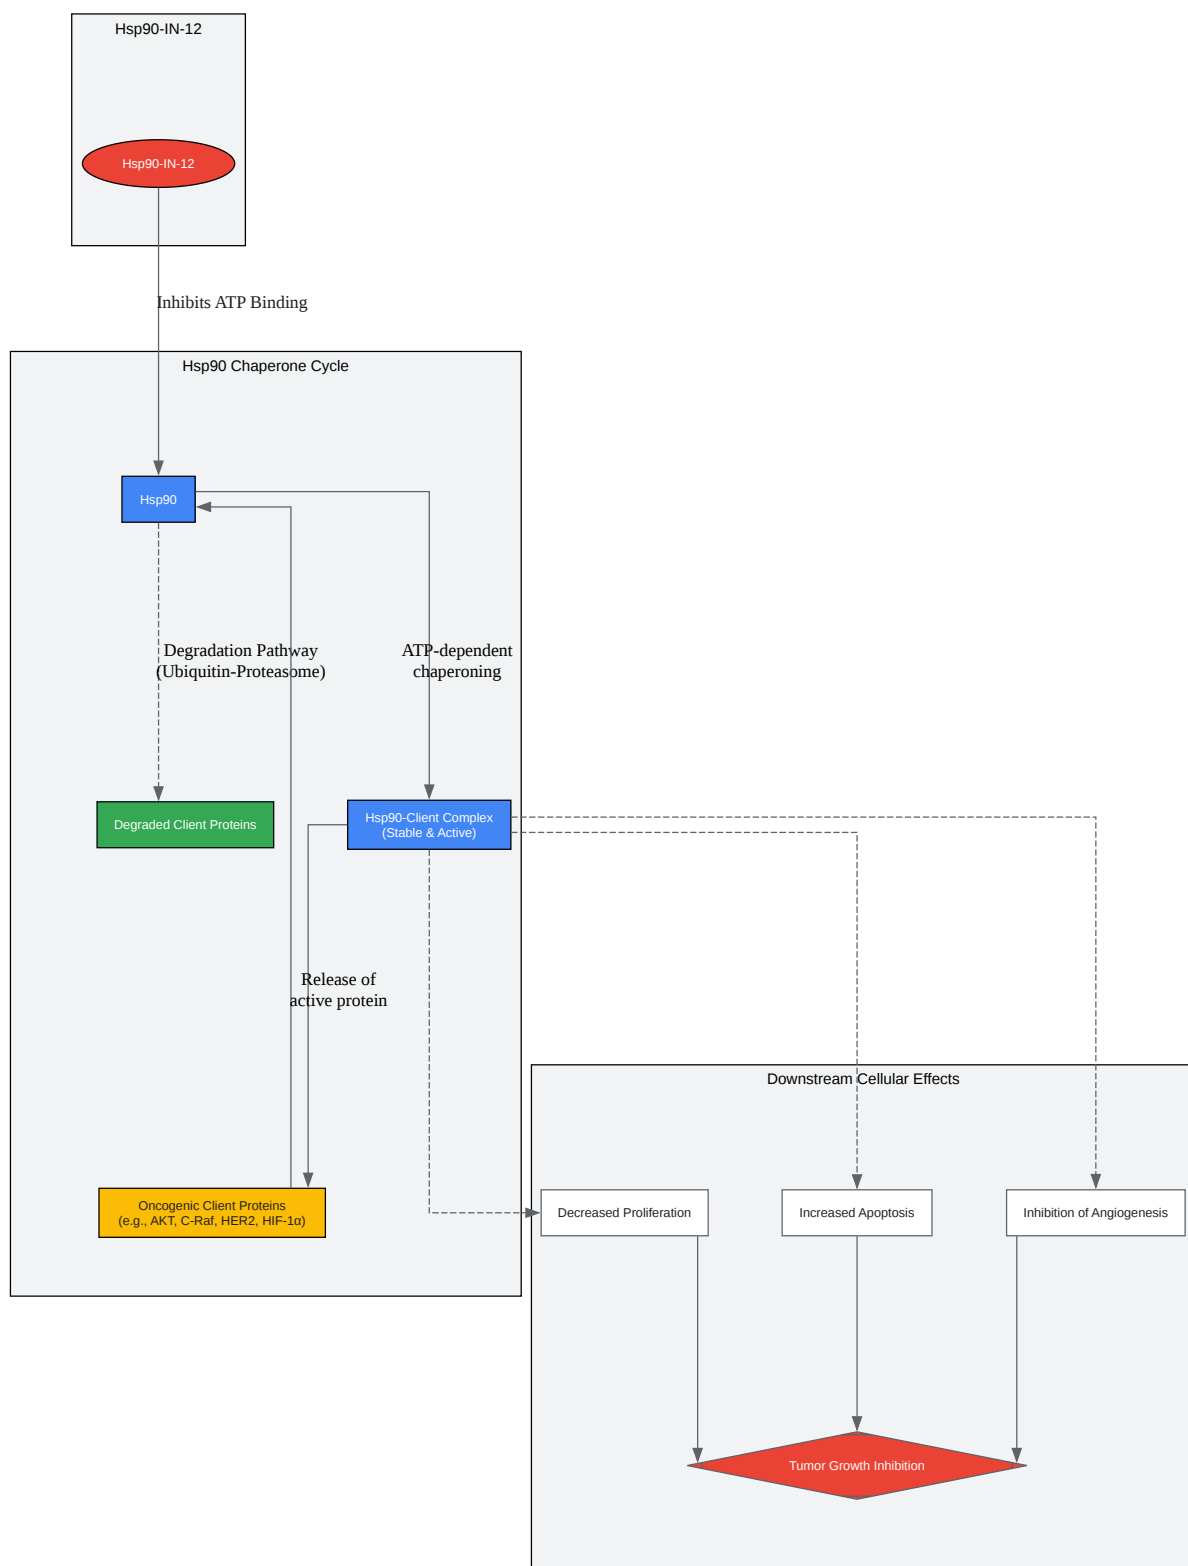 Hsp90-IN-12
Hsp90-IN-12
Inhibits ATP Binding
Hsp90 Chaperone Cycle
Hsp90
Degradation Pathway
(Ubiquitin-Proteasome)
ATP-dependent
chaperoning
Degraded Client Proteins
Hsp90-Client Complex
(Stable & Active)
Release of
active protein
Downstream Cellular Effects
Oncogenic Client Proteins
(e.g., AKT, C-Raf, HER2, HIF-1α)
Decreased Proliferation
Increased Apoptosis
Inhibition of Angiogenesis
Tumor Growth Inhibition